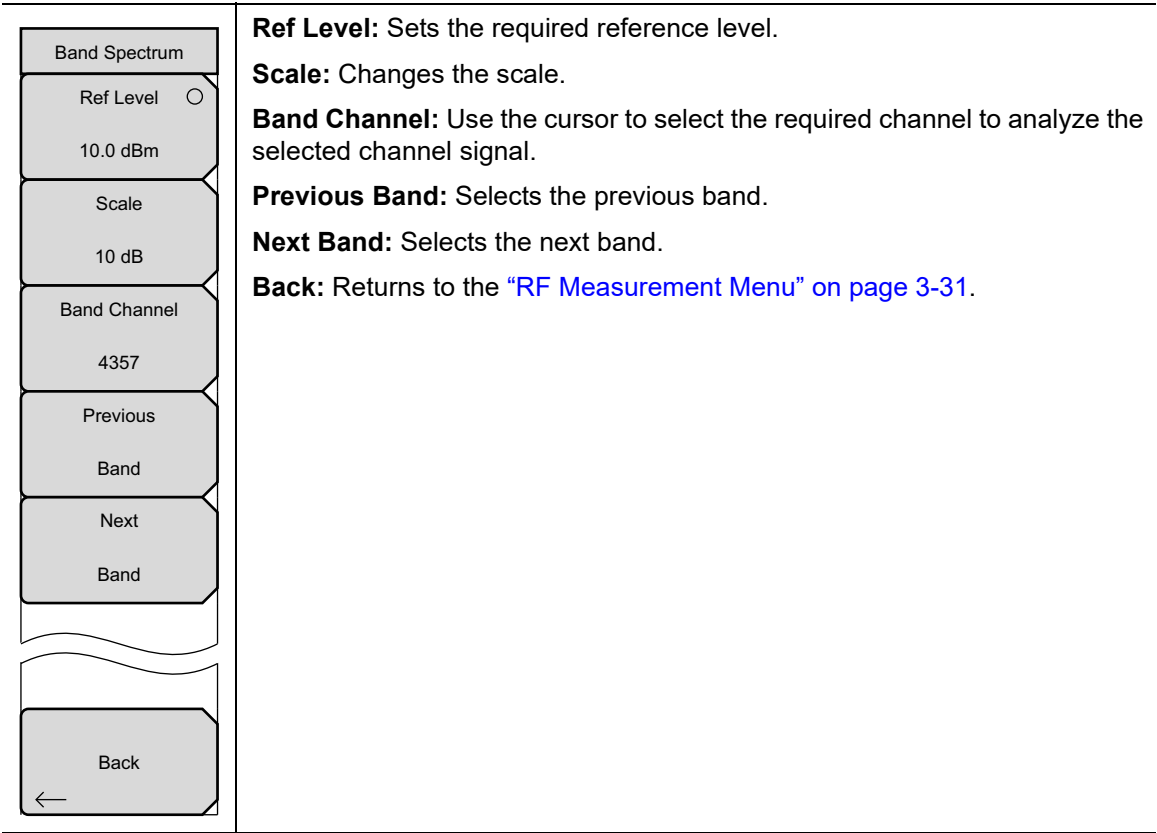 Band Spectrum
Ref Level
10.0 dBm
Scale
10 dB
Band Channel
4357
Previous
Band
Next
Band
Back
Ref Level: Sets the required reference level.
Scale: Changes the scale.
Band Channel: Use the cursor to select the required channel to analyze the
selected channel signal.
Previous Band: Selects the previous band.
Next Band: Selects the next band.
Back: Returns to the “RF Measurement Menu” on page 3-31.